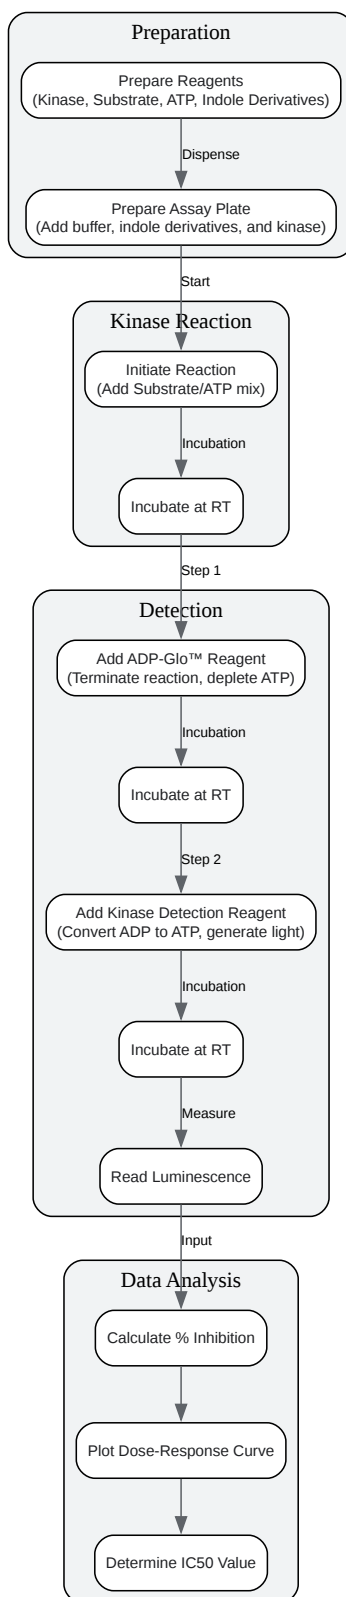 Preparation
Prepare Reagents
(Kinase, Substrate, ATP, Indole Derivatives)
Dispense
Prepare Assay Plate
(Add buffer, indole derivatives, and kinase)
Start
Kinase Reaction
Initiate Reaction
(Add Substrate/ATP mix)
Incubation
Incubate at RT
Step 1
Detection
Add ADP-Glo™ Reagent
(Terminate reaction, deplete ATP)
Incubation
Incubate at RT
Step 2
Add Kinase Detection Reagent
(Convert ADP to ATP, generate light)
Incubation
Incubate at RT
Measure
Read Luminescence
Input
Data Analysis
Calculate % Inhibition
Plot Dose-Response Curve
Determine IC50 Value